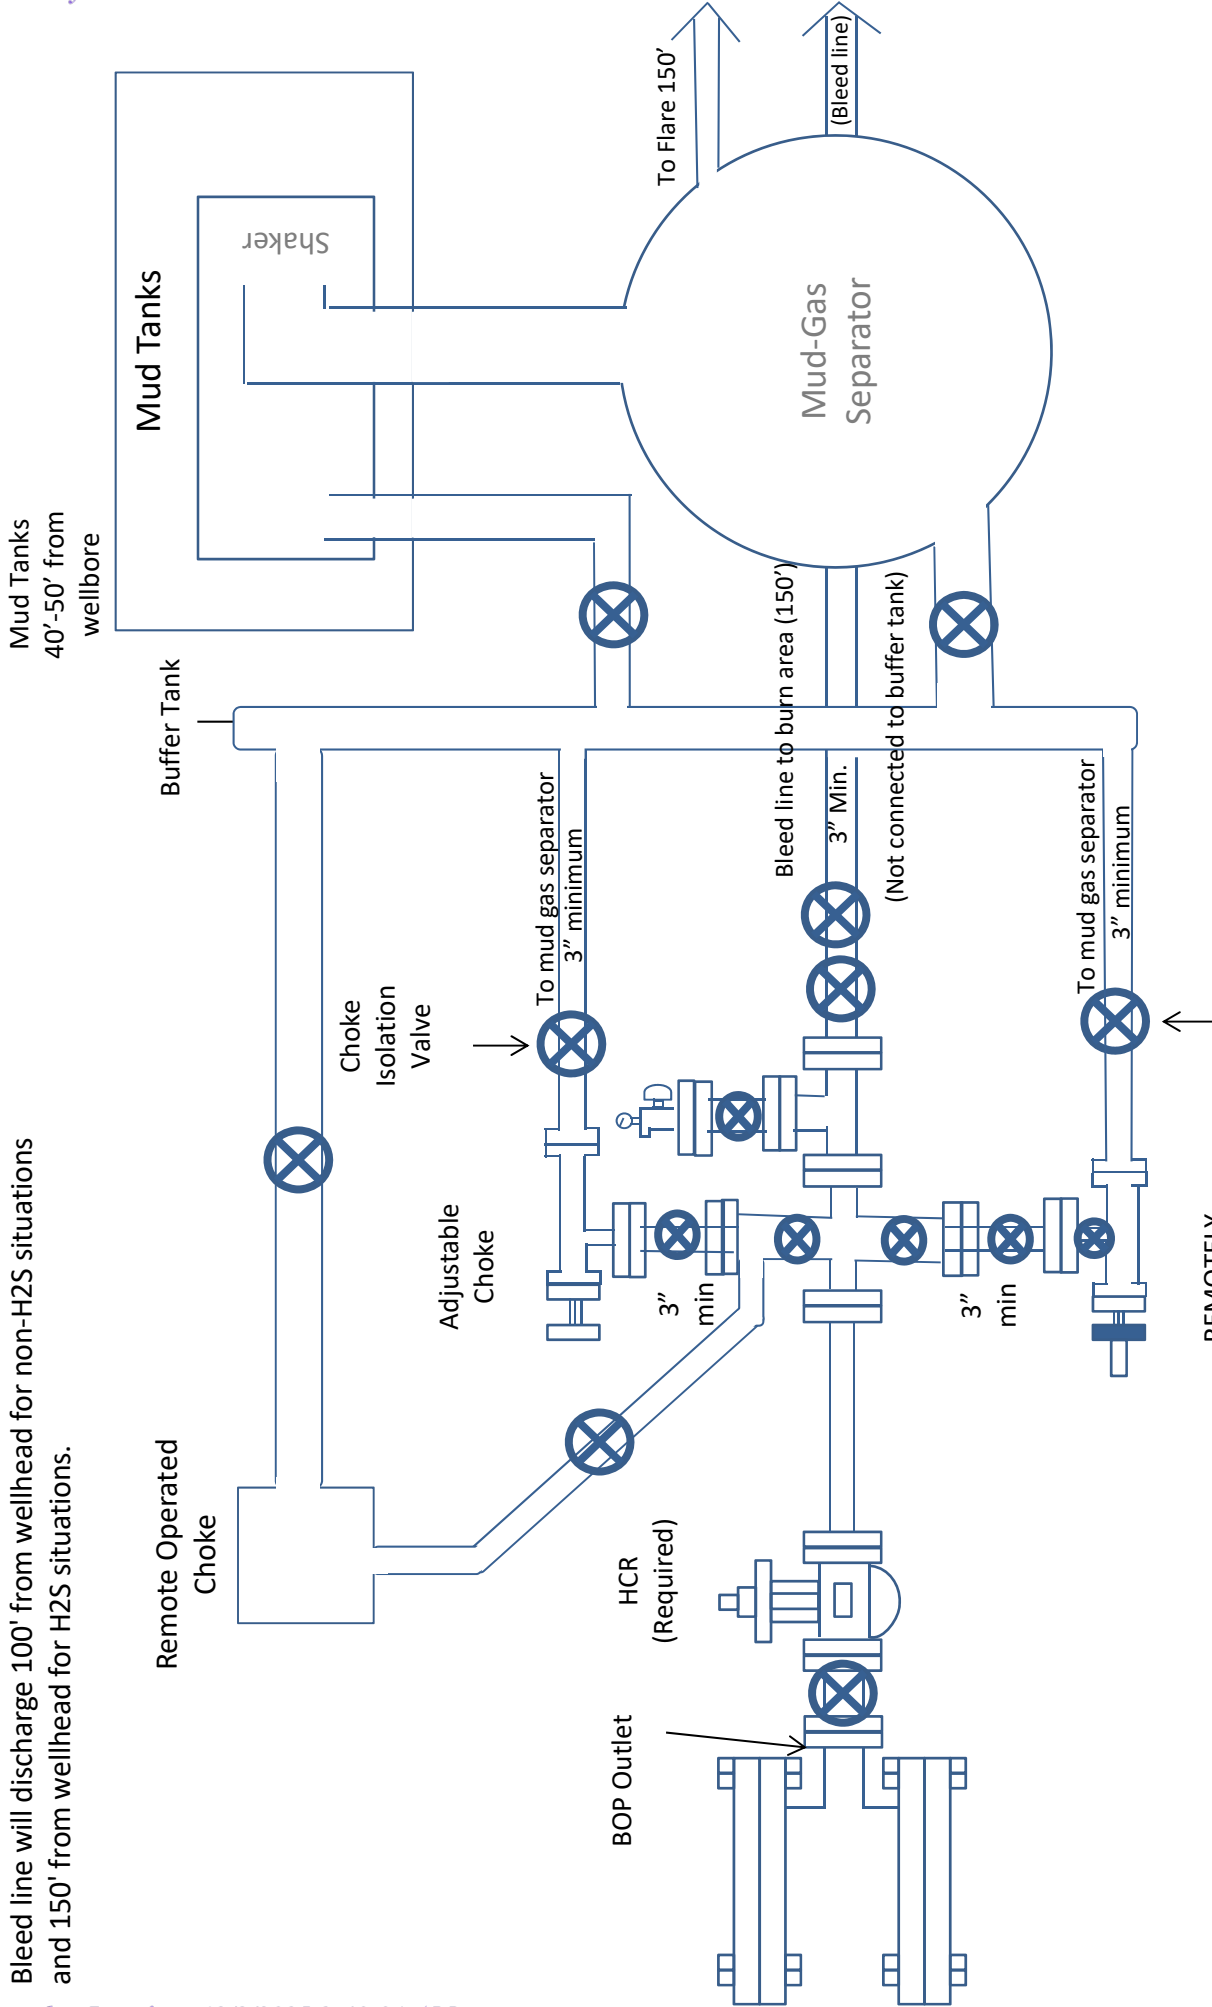 Bleed line will discharge 100' from wellhead for non-H2S situations
and 150' from wellhead for H2S situations.
Mud Tanks
40'-50' from
wellbore
Mud Tanks
Shaker
Buffer Tank
Remote Operated
Choke
Choke
Isolation
Valve
Adjustable
Choke
To mud gas separator
3” minimum
To Flare 150’
(Bleed line)
Mud-Gas
Separator
HCR
(Required)
BOP Outlet
3”
min
Bleed line to burn area (150’)
3” Min.
(Not connected to buffer tank)
3”
min
To mud gas separator
3” minimum
REMOTELY